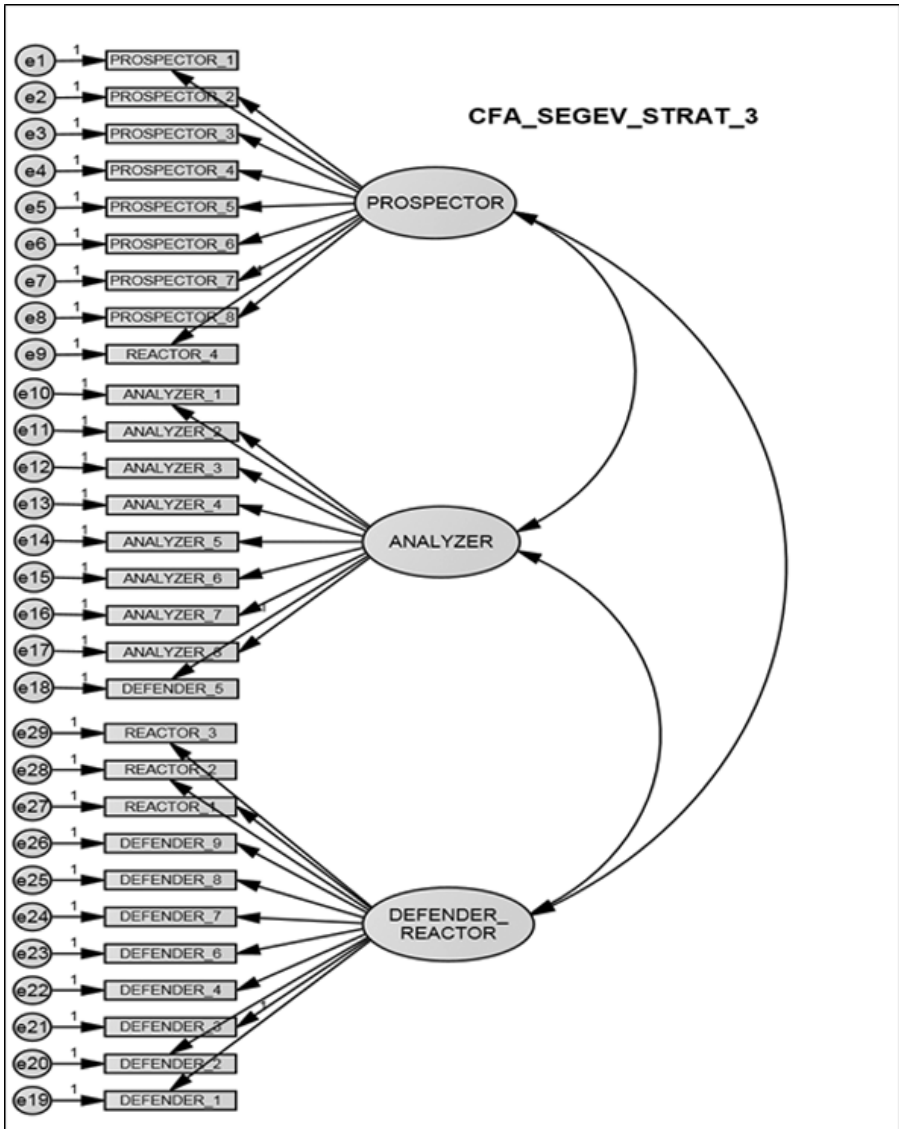 CFA_SEGEV_STRAT_3
e1 1 PROSPECTOR_1
e2 1 PROSPECTOR_2
e3 1 PROSPECTOR_3
e4 1 PROSPECTOR_4
e5 1 PROSPECTOR_5
e6 1 PROSPECTOR_6
e7 1 PROSPECTOR_7 1
e8 1 PROSPECTOR_8
e9 1 REACTOR_4
PROSPECTOR
e10 1 ANALYZER_1
e11 1 ANALYZER_2
e12 1 ANALYZER_3
e13 1 ANALYZER_4
e14 1 ANALYZER_5
e15 1 ANALYZER_6
e16 1 ANALYZER_7 1
e17 1 ANALYZER_8
e18 1 DEFENDER_5
ANALYZER
e29 1 REACTOR_3
e28 1 REACTOR_2
e27 1 REACTOR_1
e26 1 DEFENDER_9
e25 1 DEFENDER_8
e24 1 DEFENDER_7
e23 1 DEFENDER_6
e22 1 DEFENDER_4
e21 1 DEFENDER_3 1
e20 1 DEFENDER_2
e19 1 DEFENDER_1
DEFENDER_
REACTOR